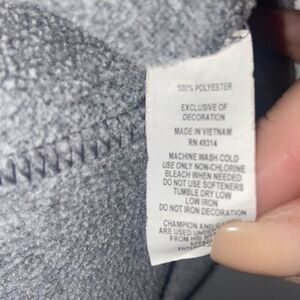 100% POLYESTER
EXCLUSIVE OF
DECORATION
MADE IN VIETNAM
RN 49314
MACHINE WASH COLD
USE ONLY NON-CHLORINE
BLEACH WHEN NEEDED
DO NOT USE SOFTENERS
TUMBLE DRY LOW
LOW IRON
DO NOT IRON DECORATION
CHAMPION AND
ARE USED
FROM